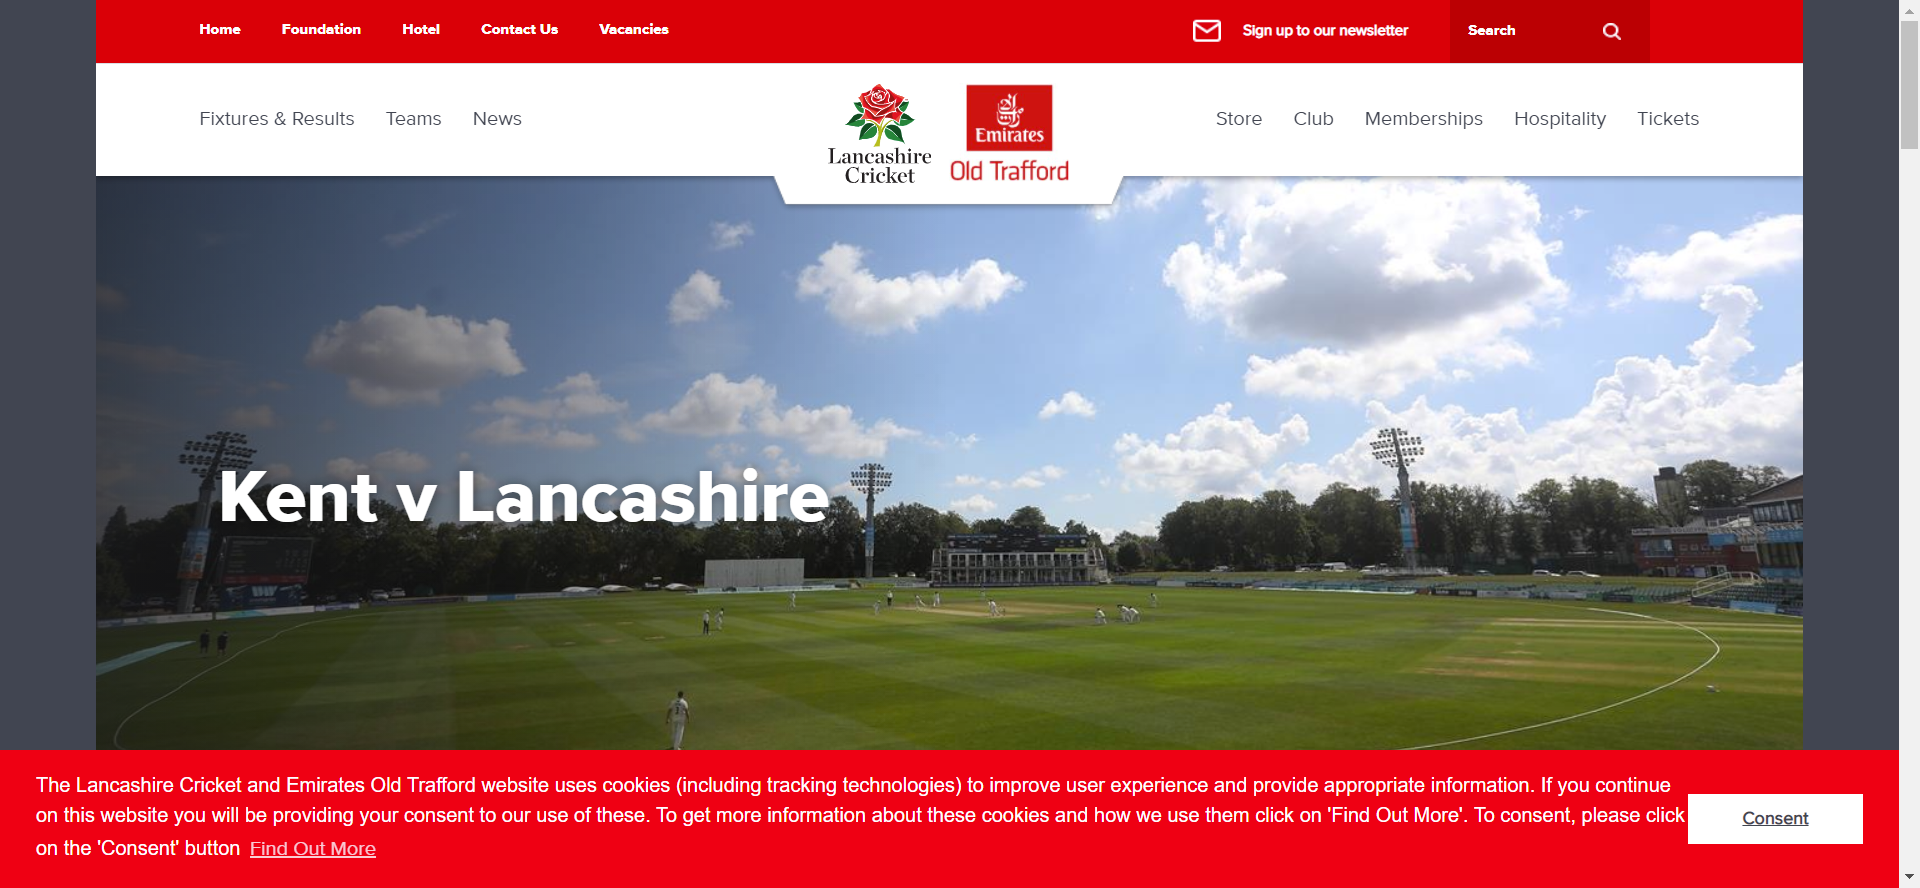 Home Foundation Hotel Contact Us Vacancies Sign up to our newsletter Search
Fixtures & Results Teams News Store Club Memberships Hospitality Tickets
Lancashire
Cricket
Emirates
Old Trafford
Kent v Lancashire
The Lancashire Cricket and Emirates Old Trafford website uses cookies (including tracking technologies) to improve user experience and provide appropriate information. If you continue
on this website you will be providing your consent to our use of these. To get more information about these cookies and how we use them click on 'Find Out More'. To consent, please click
on the 'Consent' button Find Out More
Consent